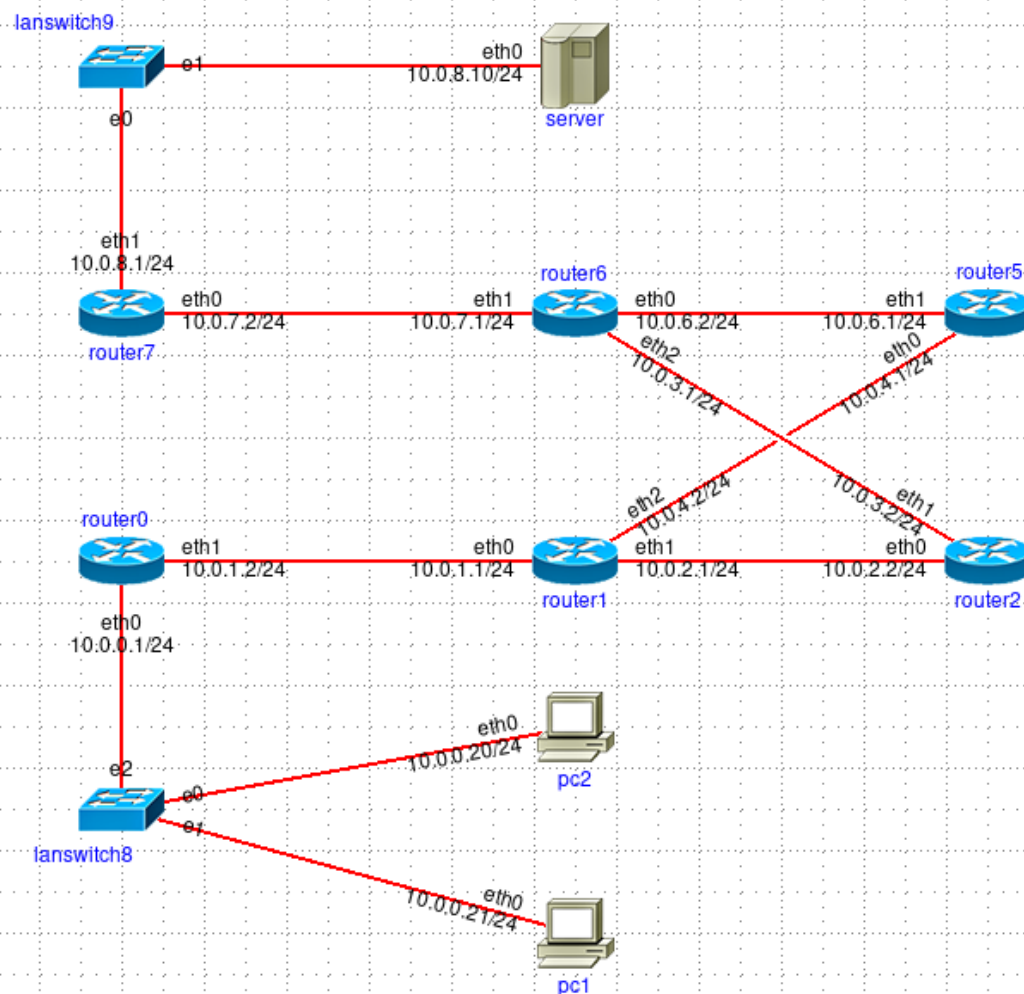 lanswitch9
e1
eth0
10.0.8.10/24
server
e0
eth1
10.0.8.1/24
router7
eth0
10.0.7.2/24
eth1
10.0.7.1/24
router6
eth0
10.0.6.2/24
eth1
10.0.6.1/24
router5
eth2
10.0.3.1/24
eth0
10.0.4.1/24
eth2
10.0.4.2/24
eth1
10.0.3.2/24
router0
eth1
10.0.1.2/24
eth0
10.0.1.1/24
router1
eth1
10.0.2.1/24
eth0
10.0.2.2/24
router2
eth0
10.0.0.1/24
e2
lanswitch8
e0
e1
eth0
10.0.0.20/24
pc2
eth0
10.0.0.21/24
pc1